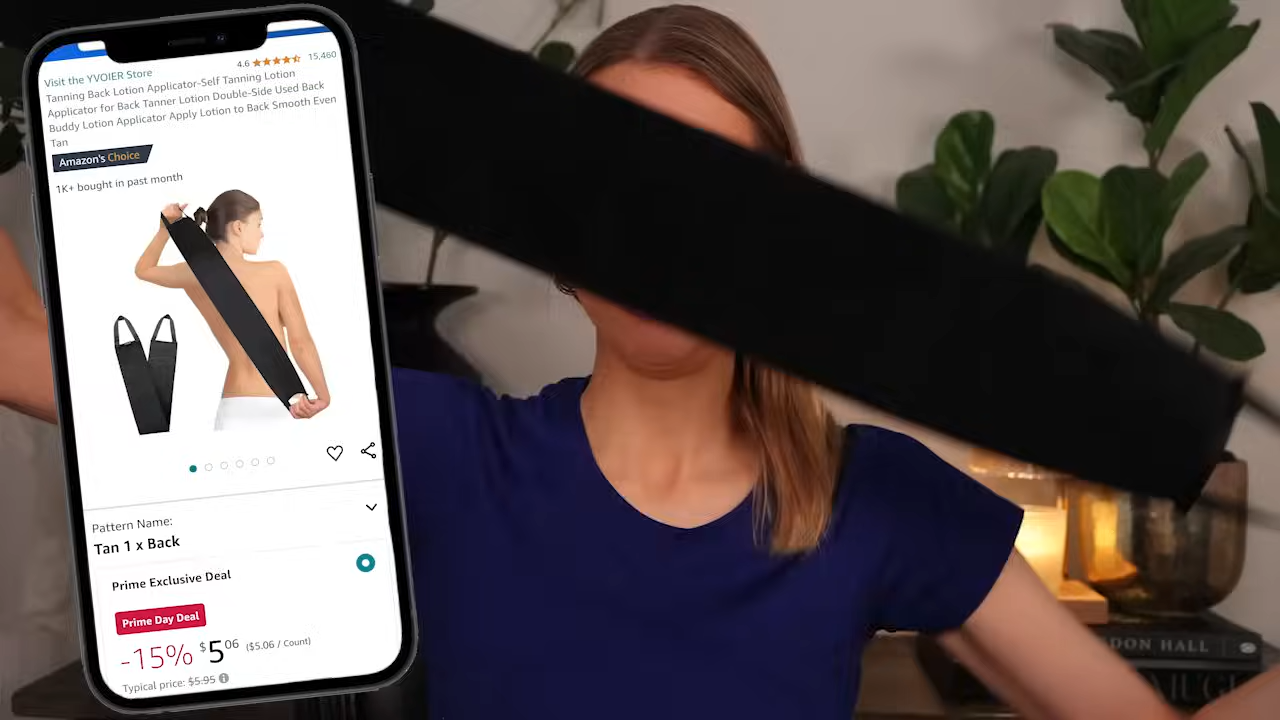 Visit the YVOIER Store
4.6 15,460
Tanning Back Lotion Applicator-Self Tanning Lotion
Applicator for Back Tanner Lotion Double-Side Used Back
Buddy Lotion Applicator Apply Lotion to Back Smooth Even
Tan
Amazon's Choice
1K+ bought in past month
Pattern Name:
Tan 1 x Back
Prime Exclusive Deal
Prime Day Deal
-15% $5.06 ($5.06 / Count)
Typical price: $5.95
DON HALL